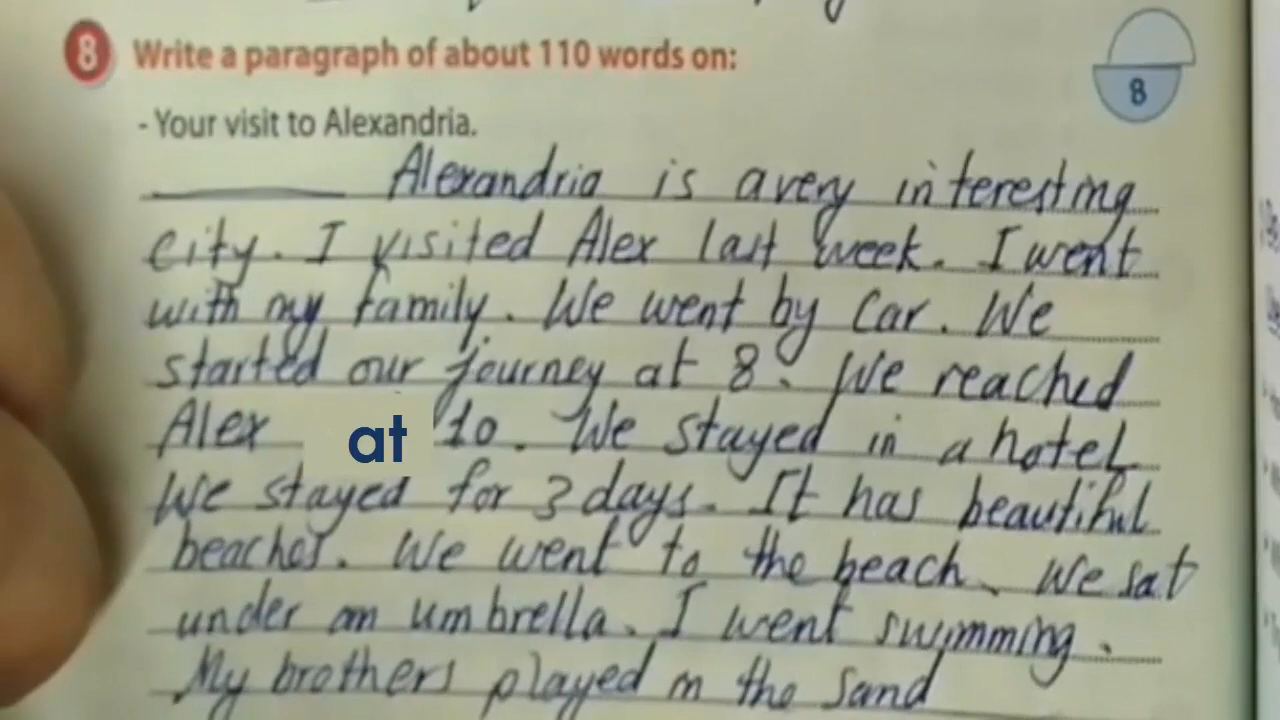 8 Write a paragraph of about 110 words on:
8
- Your visit to Alexandria.
Alexandria is a very interesting
city. I visited Alex last week. I went
with my family. We went by car. We
started our journey at 8. We reached
Alex at 10. We stayed in a hotel
We stayed for 3 days. It has beautiful
beaches. We went to the beach. We sat
under an umbrella. I went swimming.
My brothers played in the sand